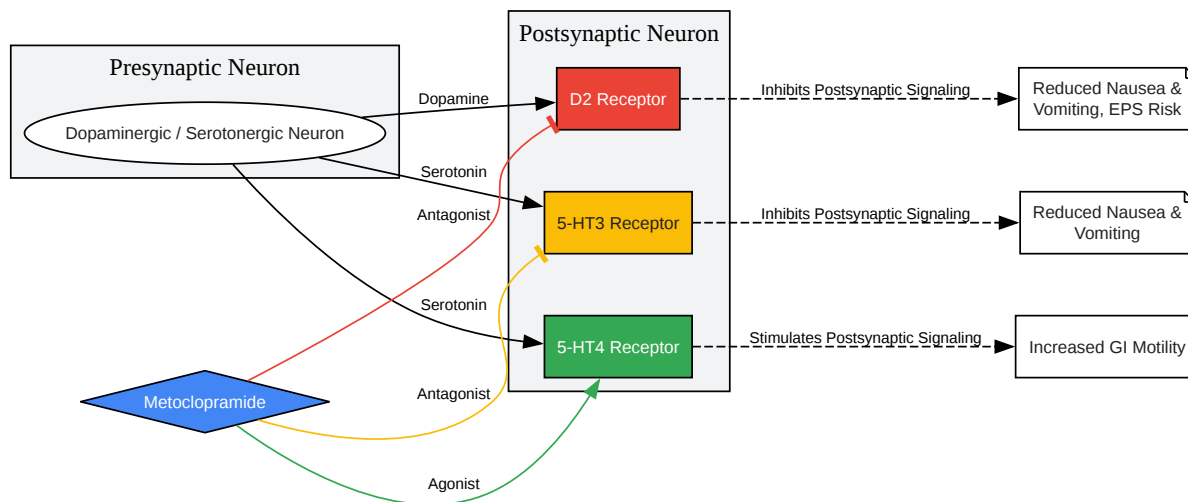 Presynaptic Neuron
Dopaminergic / Serotonergic Neuron
Postsynaptic Neuron
D2 Receptor
5-HT3 Receptor
5-HT4 Receptor
Dopamine
Serotonin
Antagonist
Serotonin
Antagonist
Agonist
Metoclopramide
Inhibits Postsynaptic Signaling
Reduced Nausea &
Vomiting, EPS Risk
Inhibits Postsynaptic Signaling
Reduced Nausea &
Vomiting
Stimulates Postsynaptic Signaling
Increased GI Motility